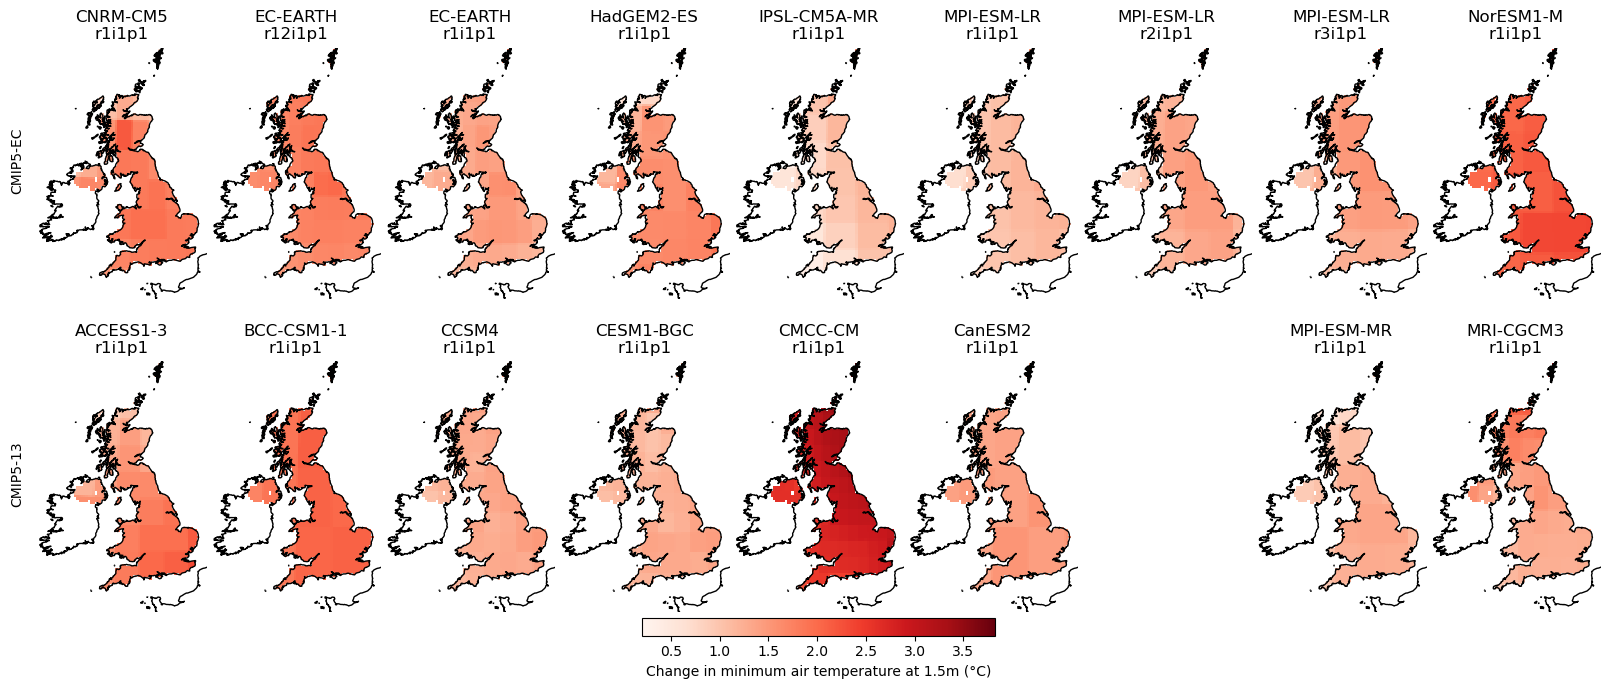 CNRM-CM5
r1i1p1
EC-EARTH
r12i1p1
EC-EARTH
r1i1p1
HadGEM2-ES
r1i1p1
IPSL-CM5A-MR
r1i1p1
MPI-ESM-LR
r1i1p1
MPI-ESM-LR
r2i1p1
MPI-ESM-LR
r3i1p1
NorESM1-M
r1i1p1
CMIP5-EC
ACCESS1-3
r1i1p1
BCC-CSM1-1
r1i1p1
CCSM4
r1i1p1
CESM1-BGC
r1i1p1
CMCC-CM
r1i1p1
CanESM2
r1i1p1
MPI-ESM-MR
r1i1p1
MRI-CGCM3
r1i1p1
CMIP5-13
0.5 1.0 1.5 2.0 2.5 3.0 3.5
Change in minimum air temperature at 1.5m (°C)